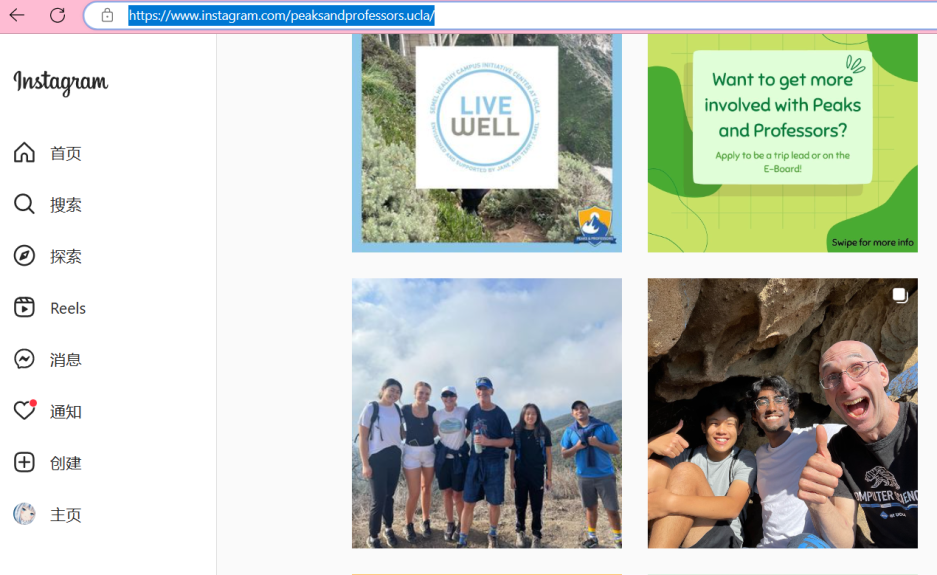 https://www.instagram.com/peaksandprofessors.ucla/
Instagram
首页
搜索
探索
Reels
消息
通知
创建
主页
SEMEL HEALTHY CAMPUS INITIATIVE CENTER AT UCLA
LIVE
WELL
ENVISIONED AND SUPPORTED BY JANE AND TERRY SEMEL
PEAKS & PROFESSORS
Want to get more
involved with Peaks
and Professors?
Apply to be a trip lead or on the
E-Board!
Swipe for more info
COMPUTER SCIENCE
AT UCLA